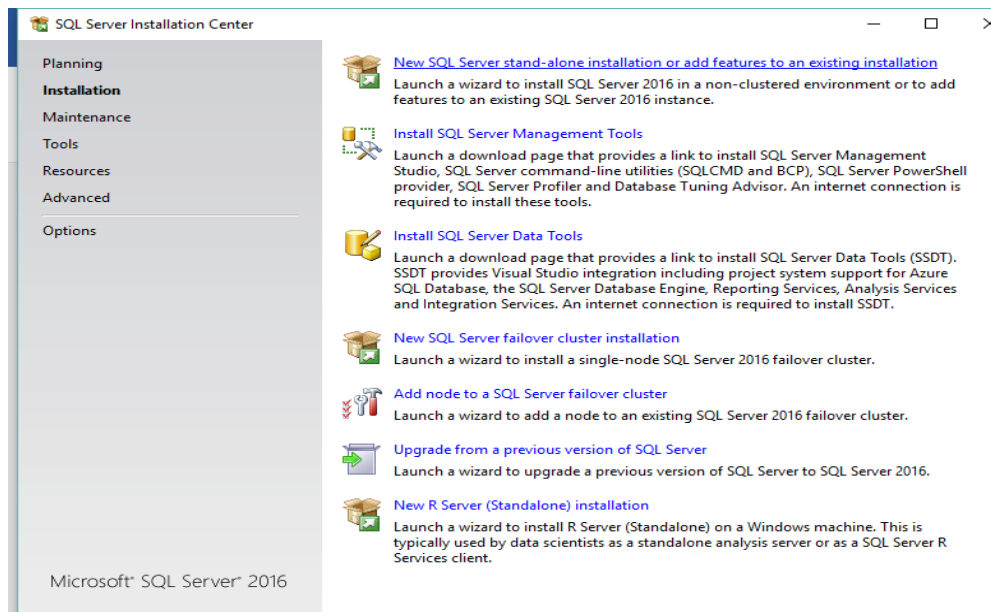 SQL Server Installation Center
Planning
Installation
Maintenance
Tools
Resources
Advanced
Options
Microsoft® SQL Server® 2016
New SQL Server stand-alone installation or add features to an existing installation
Launch a wizard to install SQL Server 2016 in a non-clustered environment or to add
features to an existing SQL Server 2016 instance.
Install SQL Server Management Tools
Launch a download page that provides a link to install SQL Server Management
Studio, SQL Server command-line utilities (SQLCMD and BCP), SQL Server PowerShell
provider, SQL Server Profiler and Database Tuning Advisor. An internet connection is
required to install these tools.
Install SQL Server Data Tools
Launch a download page that provides a link to install SQL Server Data Tools (SSDT).
SSDT provides Visual Studio integration including project system support for Azure
SQL Database, the SQL Server Database Engine, Reporting Services, Analysis Services
and Integration Services. An internet connection is required to install SSDT.
New SQL Server failover cluster installation
Launch a wizard to install a single-node SQL Server 2016 failover cluster.
Add node to a SQL Server failover cluster
Launch a wizard to add a node to an existing SQL Server 2016 failover cluster.
Upgrade from a previous version of SQL Server
Launch a wizard to upgrade a previous version of SQL Server to SQL Server 2016.
New R Server (Standalone) installation
Launch a wizard to install R Server (Standalone) on a Windows machine. This is
typically used by data scientists as a standalone analysis server or as a SQL Server R
Services client.